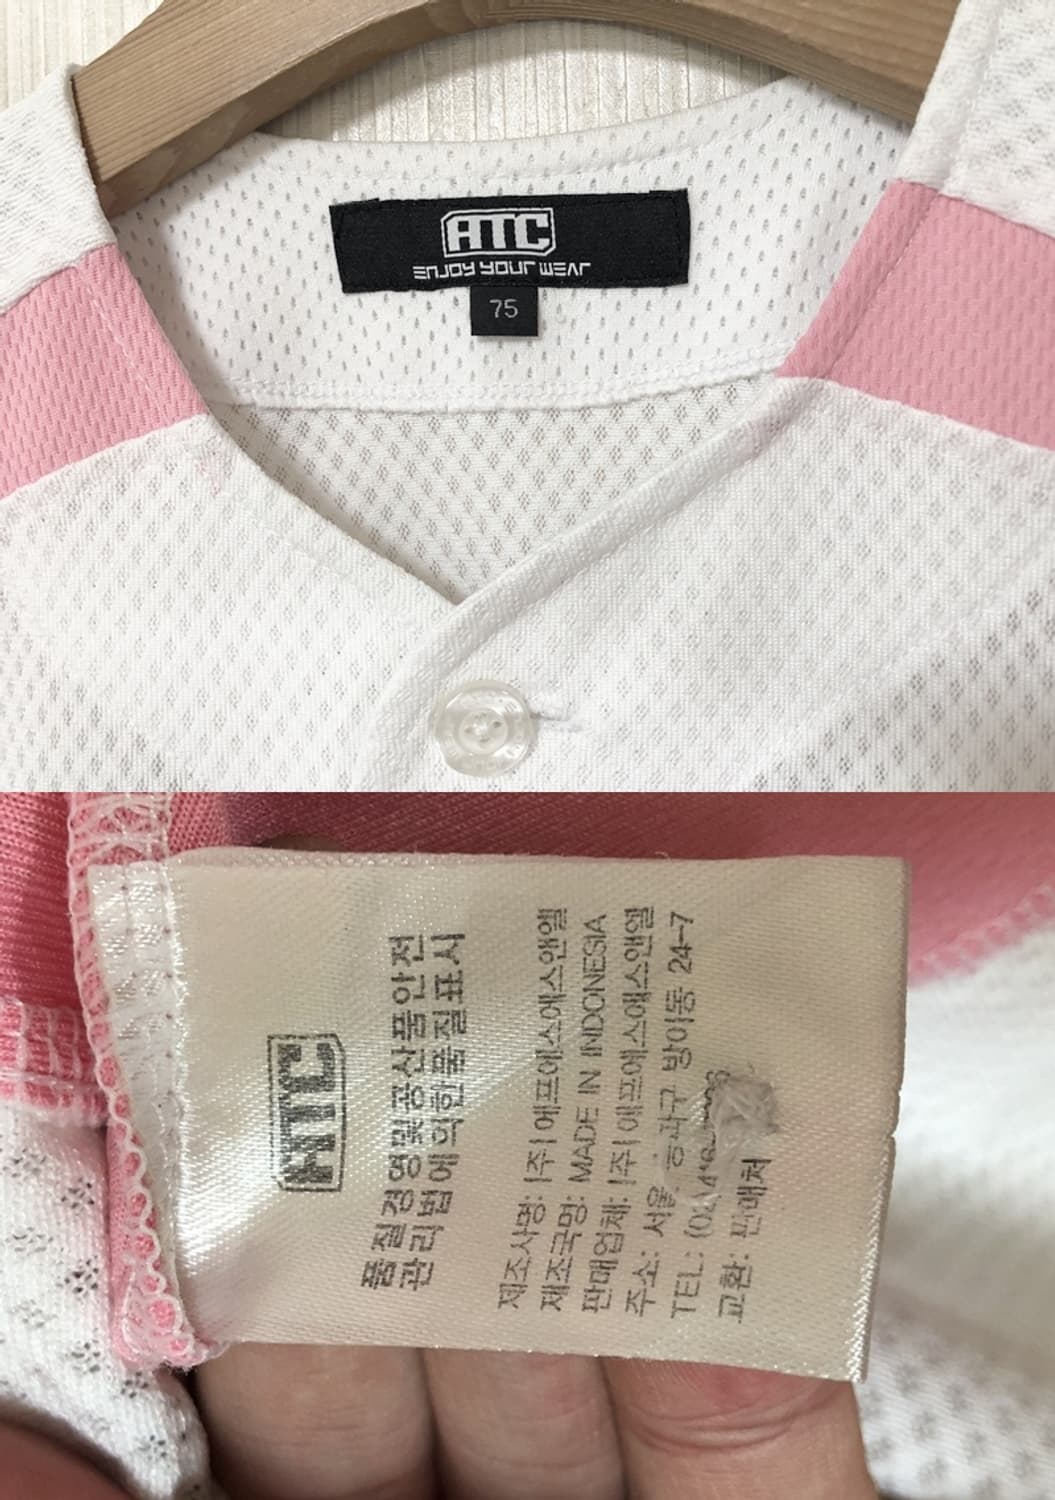 ATC
ENJOY YOUR WEAR
75
ATC
품질경영및공산품안전
관리법에의한품질표시
제조사명: (주)에프에스에스앤엘
제조국명: MADE IN INDONESIA
판매업체: (주)에프에스에스앤엘
주소: 서울. 송파구 방이동 24-7
TEL: (02)
교환: 판매처